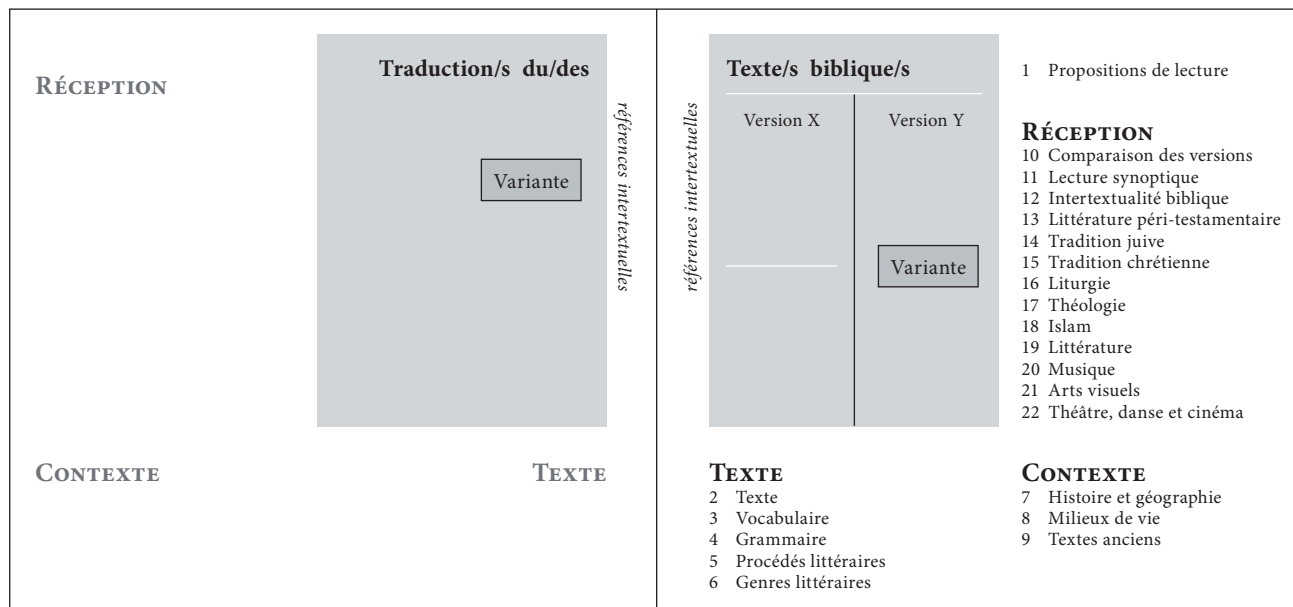 RÉCEPTION
Traduction/s du/des
Variante
références intertextuelles
CONTEXTE
TEXTE
références intertextuelles
Texte/s biblique/s
Version X
Version Y
Variante
1 Propositions de lecture
RÉCEPTION
10 Comparaison des versions
11 Lecture synoptique
12 Intertextualité biblique
13 Littérature péri-testamentaire
14 Tradition juive
15 Tradition chrétienne
16 Liturgie
17 Théologie
18 Islam
19 Littérature
20 Musique
21 Arts visuels
22 Théâtre, danse et cinéma
TEXTE
2 Texte
3 Vocabulaire
4 Grammaire
5 Procédés littéraires
6 Genres littéraires
CONTEXTE
7 Histoire et géographie
8 Milieux de vie
9 Textes anciens